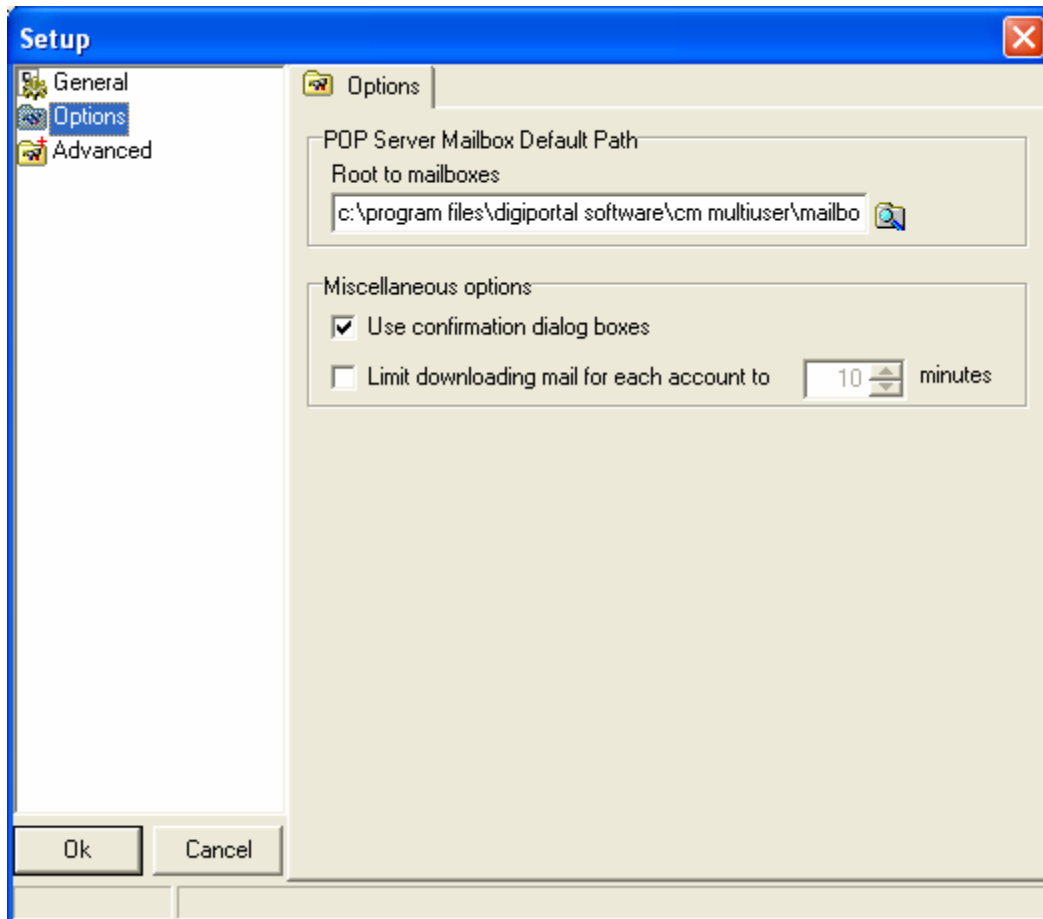 Setup
General
Options
Advanced
Options
POP Server Mailbox Default Path
Root to mailboxes
c:\program files\digiportal software\cm multiuser\mailbo
Miscellaneous options
Use confirmation dialog boxes
Limit downloading mail for each account to 10 minutes
Ok Cancel